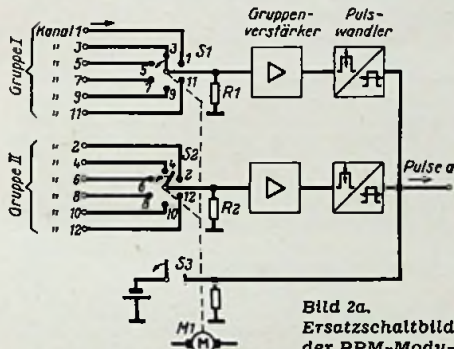 Gruppen-
verstärker
Puls-
wandler
Gruppe I
Kanal 1
" 3
" 5
" 7
" 9
" 11
3
5
7
9
1
11
S1
R1
Gruppe II
" 2
" 4
" 6
" 8
" 10
" 12
4
6
8
10
2
12
S2
R2
Pulse a
S3
M1
M
Bild 2a.
Ersatzschaltbild
der PPM-Modu-